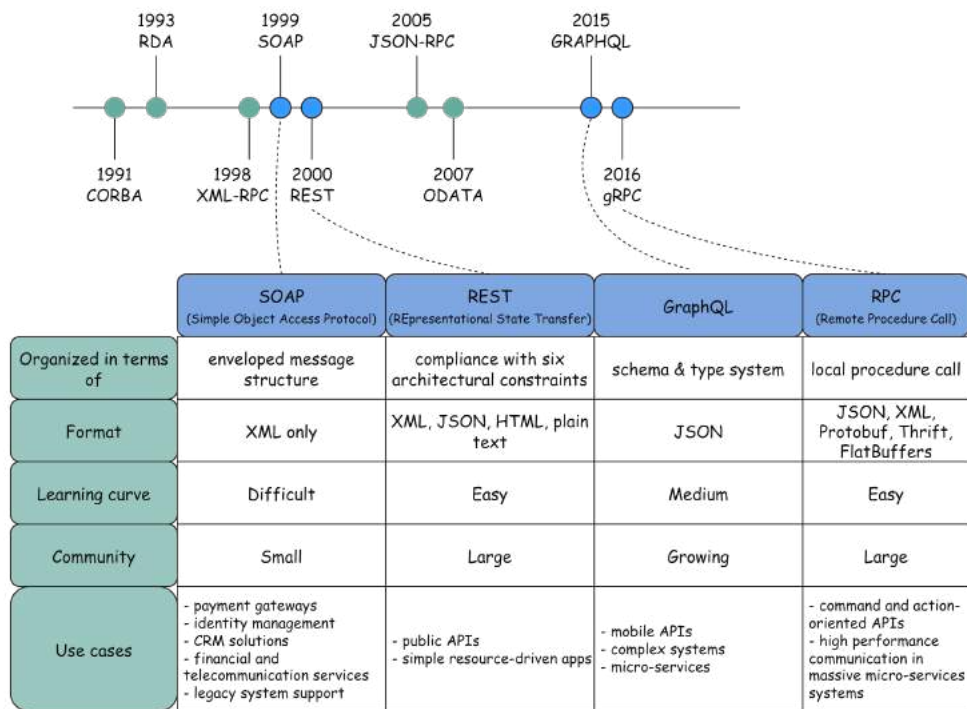 1993
RDA
1999
SOAP
2005
JSON-RPC
2015
GRAPHQL
1991
CORBA
1998
XML-RPC
2000
REST
2007
ODATA
2016
gRPC
SOAP
(Simple Object Access Protocol)
REST
(REpresentational State Transfer)
GraphQL
RPC
(Remote Procedure Call)
Organized in terms
of
enveloped message
structure
compliance with six
architectural constraints
schema & type system
local procedure call
Format
XML only
XML, JSON, HTML, plain
text
JSON
JSON, XML,
Protobuf, Thrift,
FlatBuffers
Learning curve
Difficult
Easy
Medium
Easy
Community
Small
Large
Growing
Large
Use cases
- payment gateways
- identity management
- CRM solutions
- financial and
telecommunication services
- legacy system support
- public APIs
- simple resource-driven apps
- mobile APIs
- complex systems
- micro-services
- command and action-
oriented APIs
- high performance
communication in
massive micro-services
systems